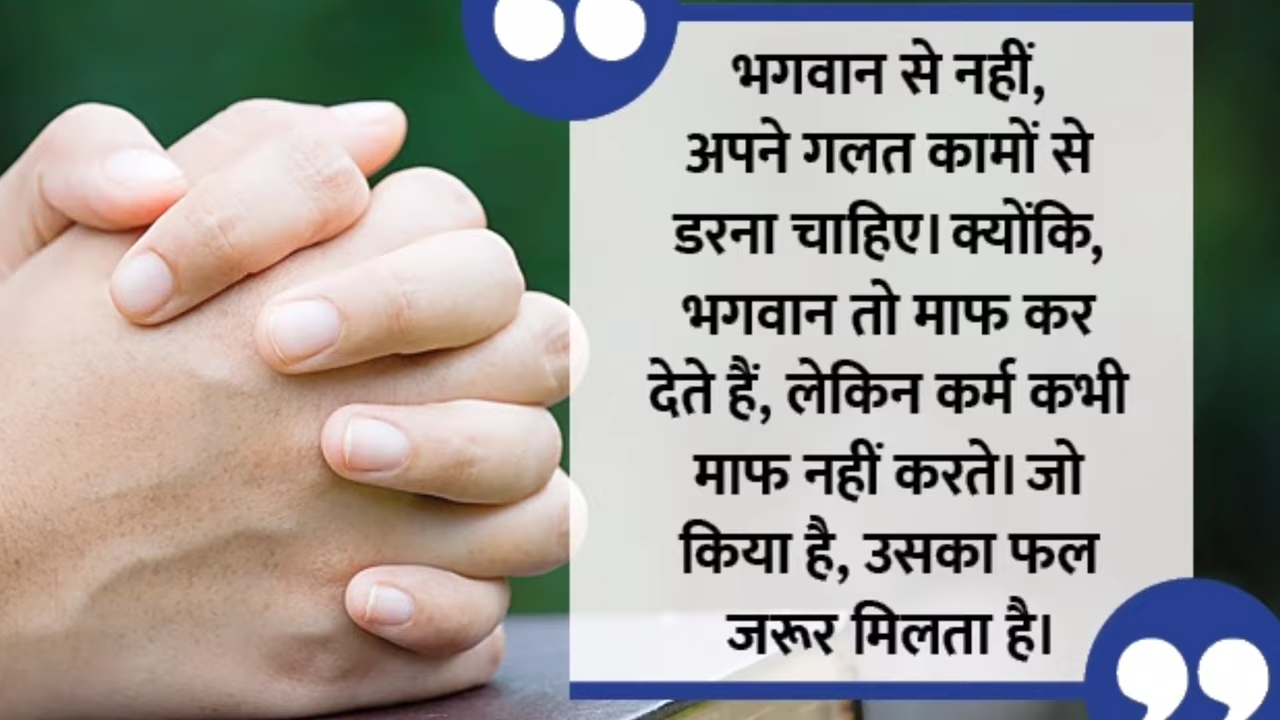 भगवान से नहीं,
अपने गलत कामों से
डरना चाहिए। क्योंकि,
भगवान तो माफ कर
देते हैं, लेकिन कर्म कभी
माफ नहीं करते। जो
किया है, उसका फल
जरूर मिलता है।